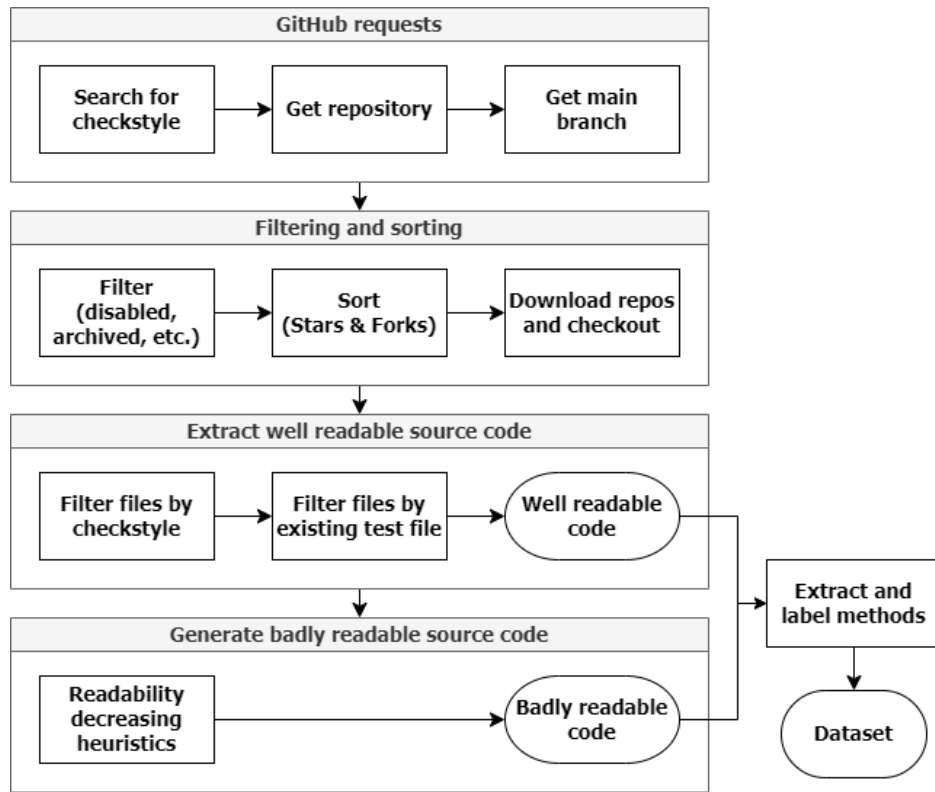 GitHub requests
Search for
checkstyle
Get repository
Get main
branch
Filtering and sorting
Filter
(disabled,
archived, etc.)
Sort
(Stars & Forks)
Download repos
and checkout
Extract well readable source code
Filter files by
checkstyle
Filter files by
existing test file
Well readable
code
Generate badly readable source code
Readability
decreasing
heuristics
Badly readable
code
Extract and
label methods
Dataset